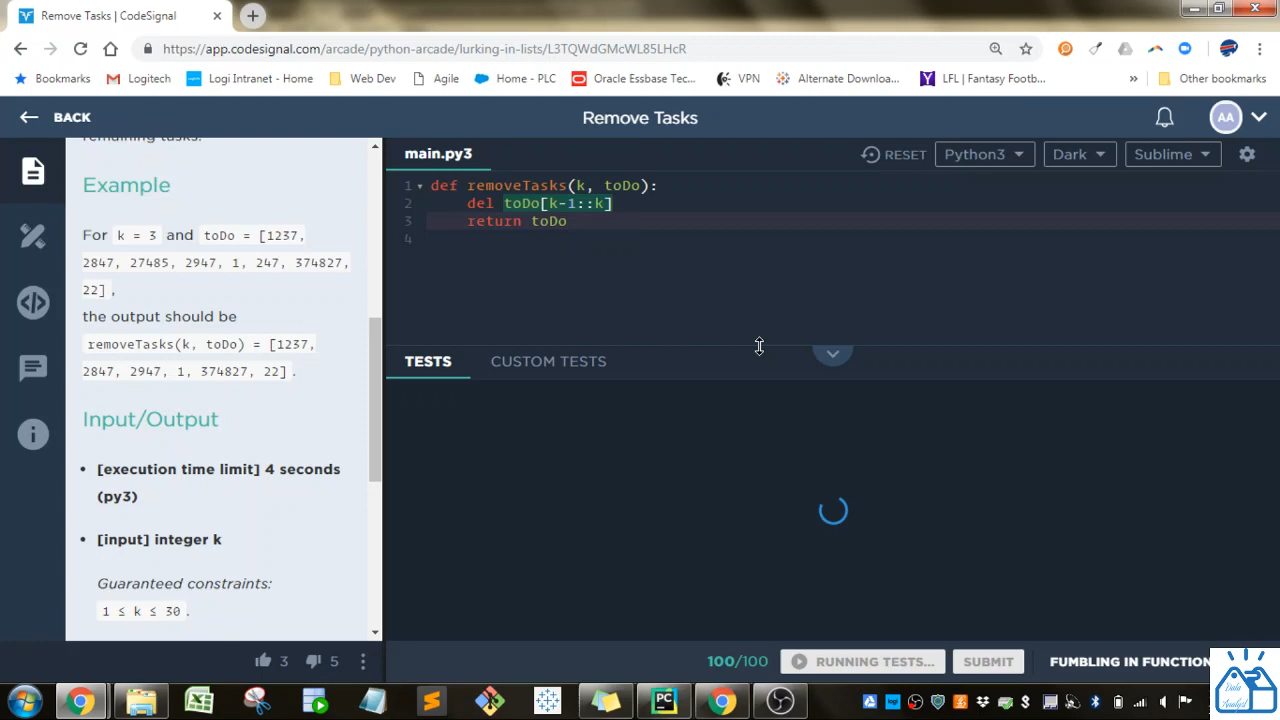 Remove Tasks | CodeSignal
https://app.codesignal.com/arcade/python-arcade/lurking-in-lists/L3TQWdGMcWL85LHcR
Bookmarks Logitech Logi Intranet - Home Web Dev Agile Home - PLC Oracle Essbase Tec... VPN Alternate Downloa... LFL | Fantasy Footb... » Other bookmarks
BACK Remove Tasks AA
remaining tasks.
Example
For k = 3 and toDo = [1237,
2847, 27485, 2947, 1, 247, 374827,
22],
the output should be
removeTasks(k, toDo) = [1237,
2847, 2947, 1, 374827, 22].
Input/Output
• [execution time limit] 4 seconds
(py3)
• [input] integer k
Guaranteed constraints:
1 ≤ k ≤ 30.
3 5
main.py3 RESET Python3 Dark Sublime
1 def removeTasks(k, toDo):
2 del toDo[k-1::k]
3 return toDo
4
TESTS CUSTOM TESTS
100/100 RUNNING TESTS... SUBMIT FUMBLING IN FUNCTION
Data
Analyst